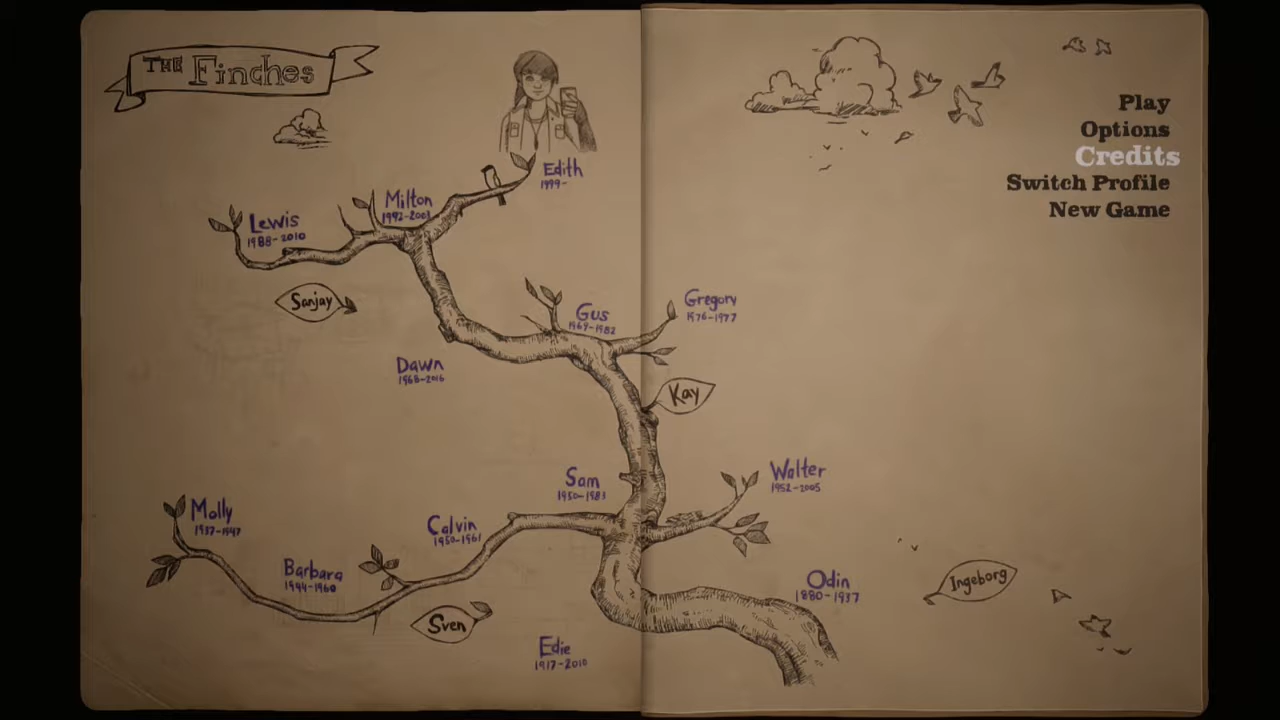 THE Finches
Play
Options
Credits
Switch Profile
New Game
Edith
1999-
Milton
1992-2003
Lewis
1988-2010
Sanjay
Gregory
1976-1977
Gus
1969-1982
Dawn
1968-2016
Kay
Walter
1952-2005
Sam
1950-1983
Molly
1937-1947
Calvin
1950-1961
Barbara
1944-1960
Odin
1880-1937
Ingeborg
Sven
Edie
1917-2010